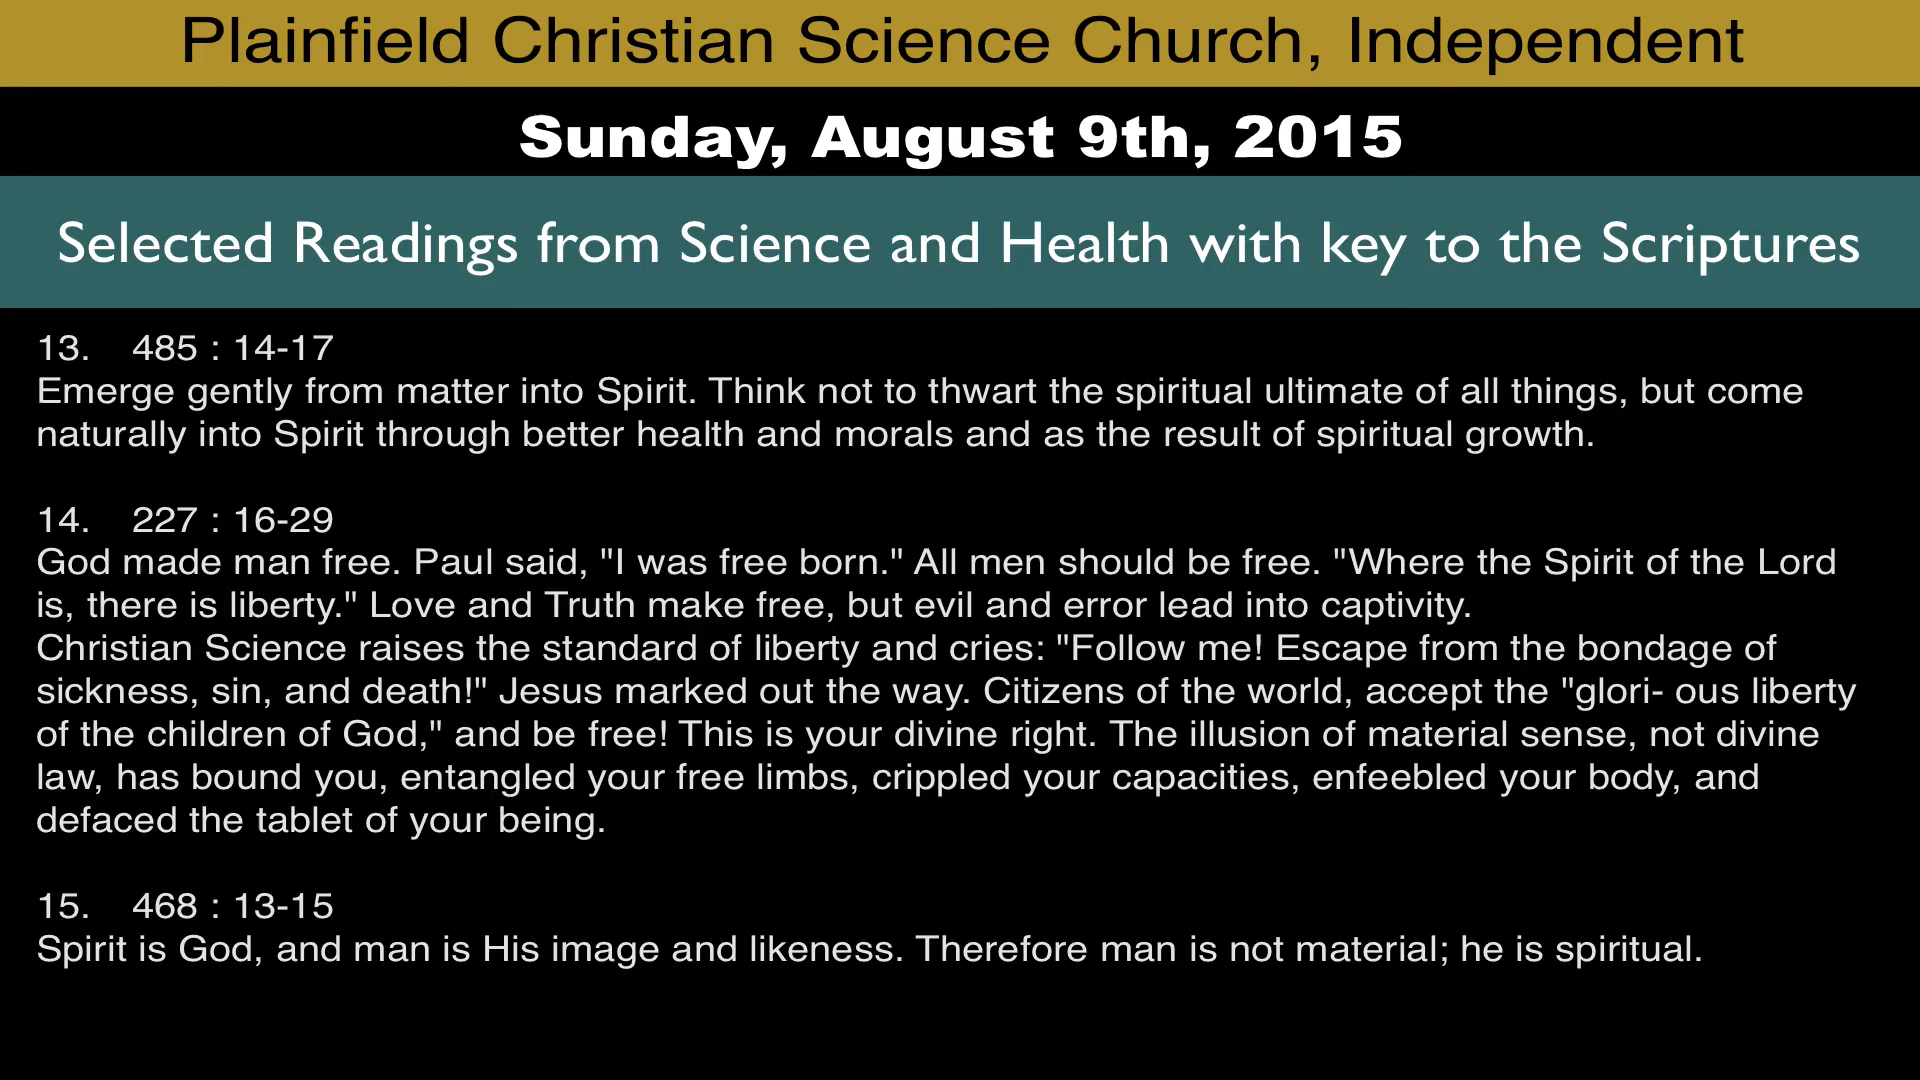 Plainfield Christian Science Church, Independent
Sunday, August 9th, 2015
Selected Readings from Science and Health with key to the Scriptures
13. 485 : 14-17
Emerge gently from matter into Spirit. Think not to thwart the spiritual ultimate of all things, but come
naturally into Spirit through better health and morals and as the result of spiritual growth.
14. 227 : 16-29
God made man free. Paul said, "I was free born." All men should be free. "Where the Spirit of the Lord
is, there is liberty." Love and Truth make free, but evil and error lead into captivity.
Christian Science raises the standard of liberty and cries: "Follow me! Escape from the bondage of
sickness, sin, and death!" Jesus marked out the way. Citizens of the world, accept the "glori- ous liberty
of the children of God," and be free! This is your divine right. The illusion of material sense, not divine
law, has bound you, entangled your free limbs, crippled your capacities, enfeebled your body, and
defaced the tablet of your being.
15. 468 : 13-15
Spirit is God, and man is His image and likeness. Therefore man is not material; he is spiritual.